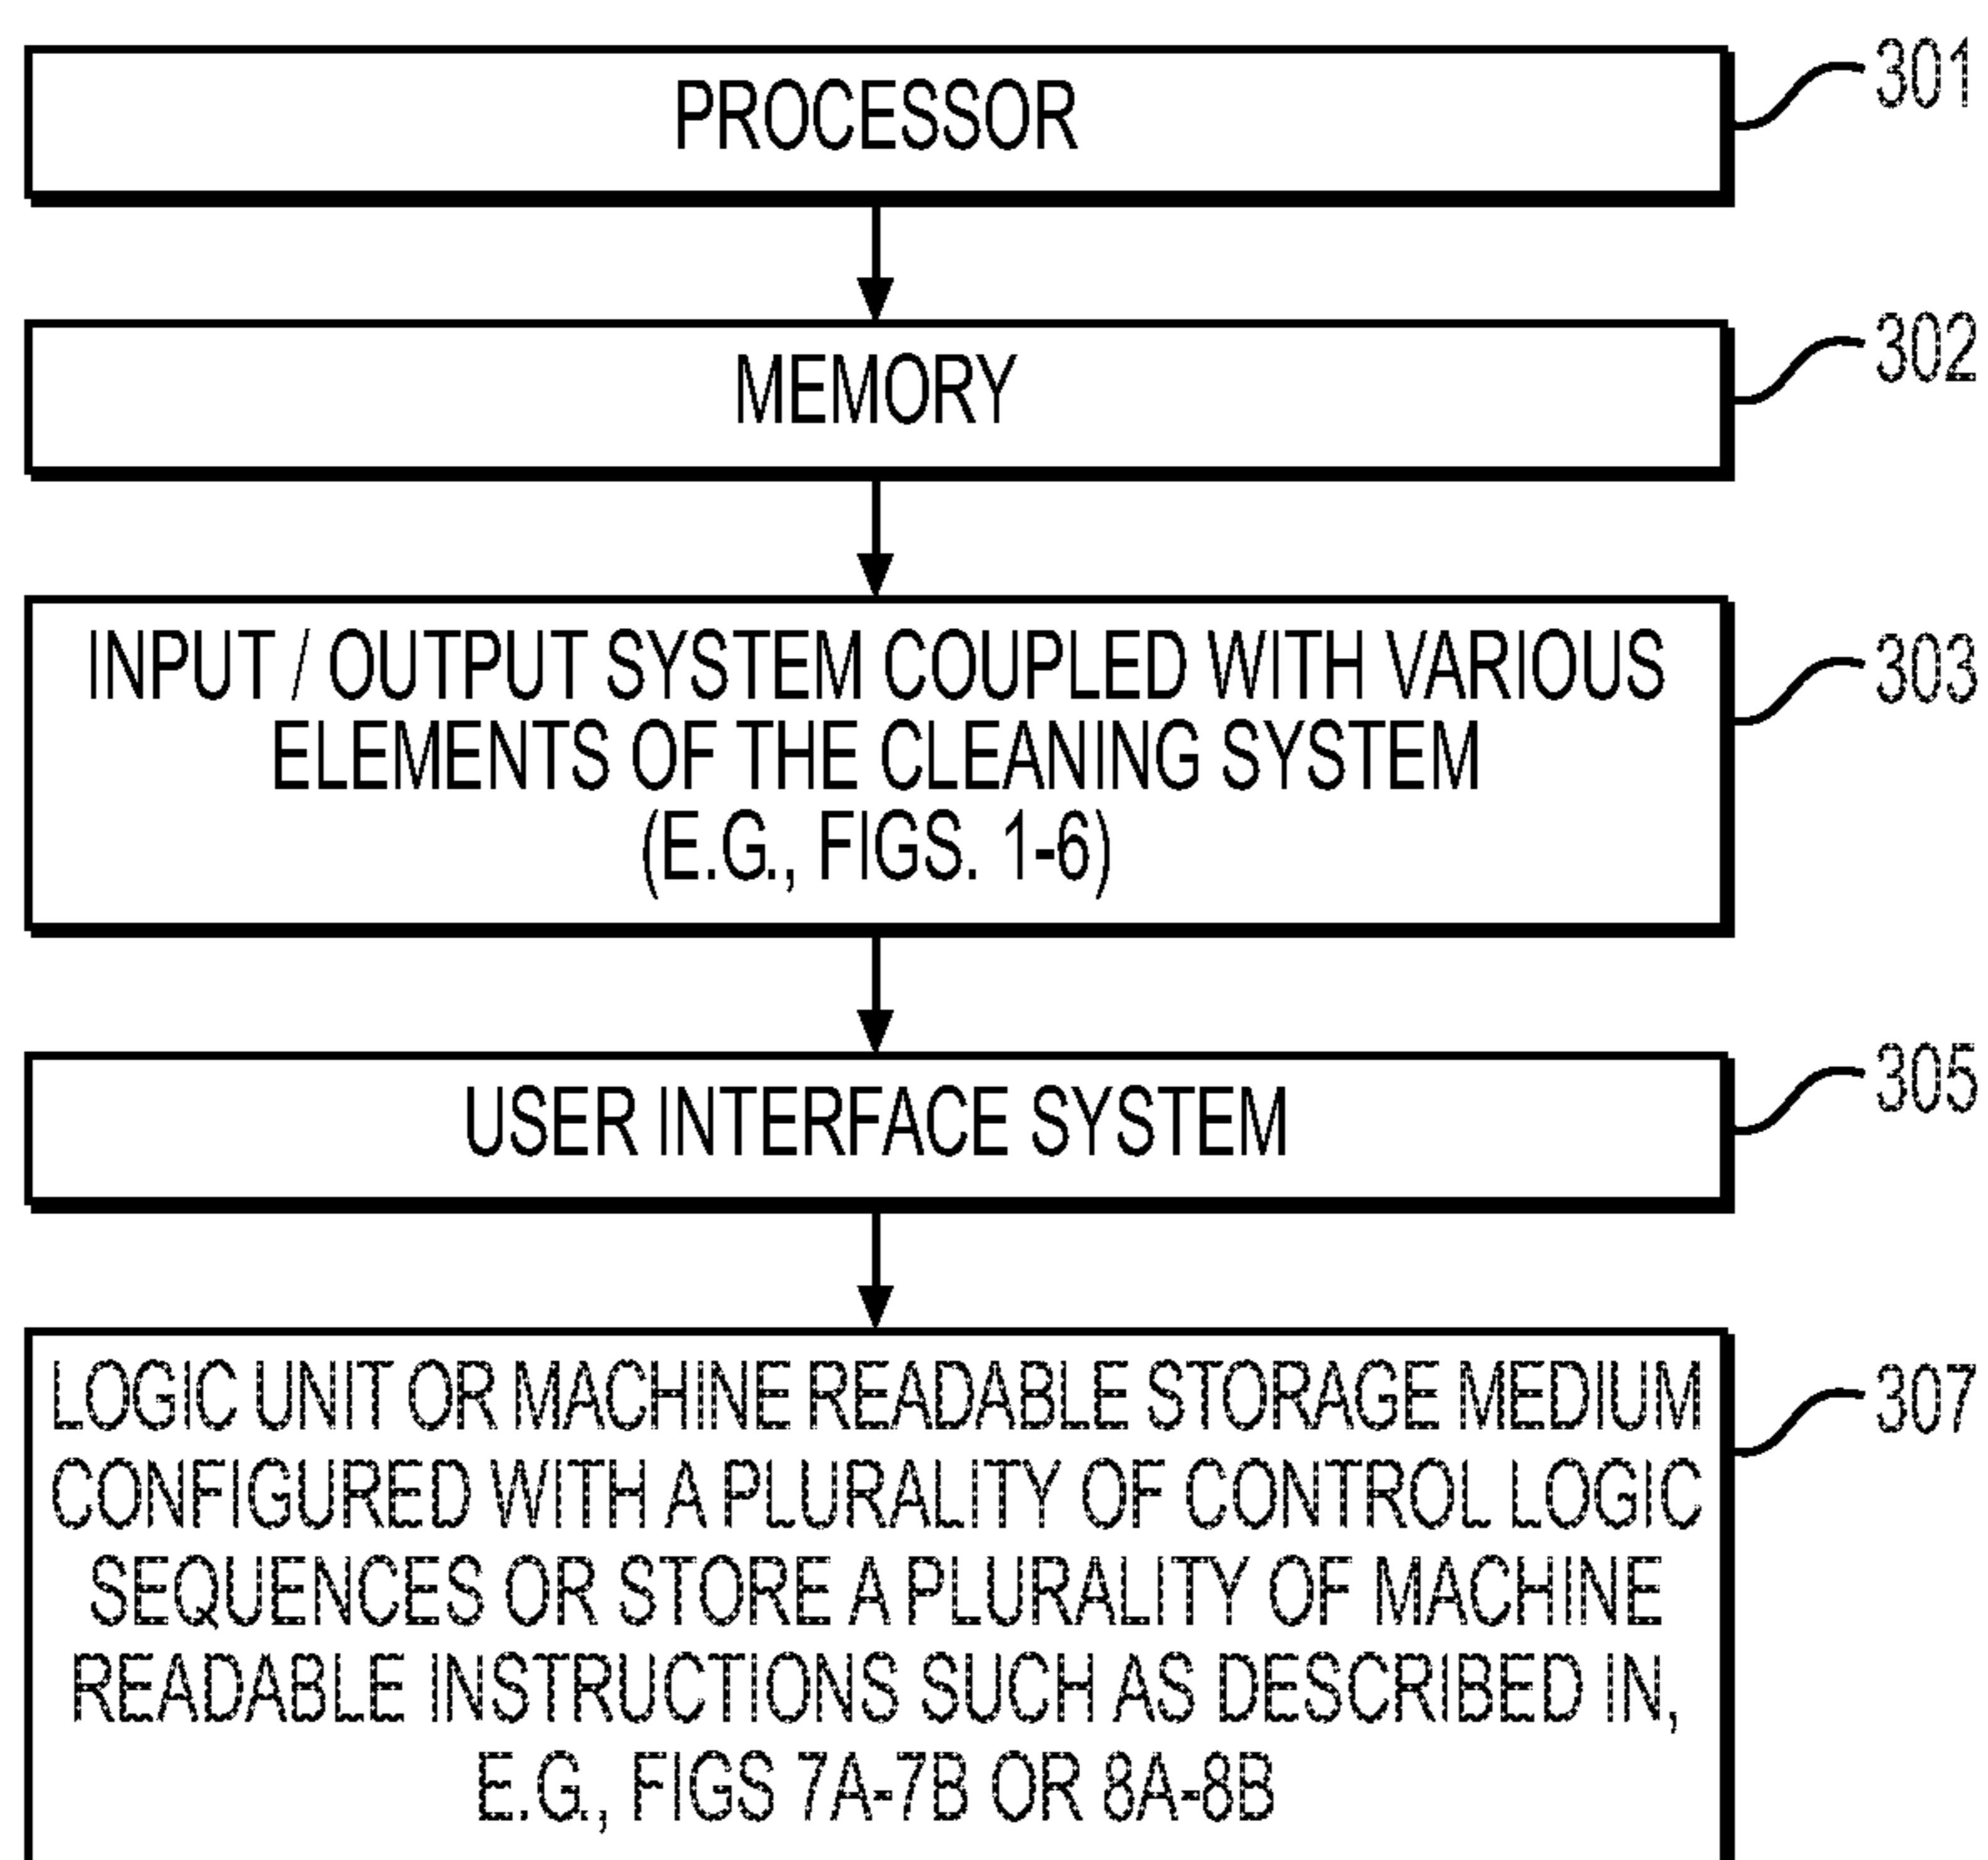 PROCESSOR
301
MEMORY
302
INPUT / OUTPUT SYSTEM COUPLED WITH VARIOUS
ELEMENTS OF THE CLEANING SYSTEM
(E.G., FIGS. 1-6)
303
USER INTERFACE SYSTEM
305
LOGIC UNIT OR MACHINE READABLE STORAGE MEDIUM
CONFIGURED WITH A PLURALITY OF CONTROL LOGIC
SEQUENCES OR STORE A PLURALITY OF MACHINE
READABLE INSTRUCTIONS SUCH AS DESCRIBED IN,
E.G., FIGS 7A-7B OR 8A-8B
307